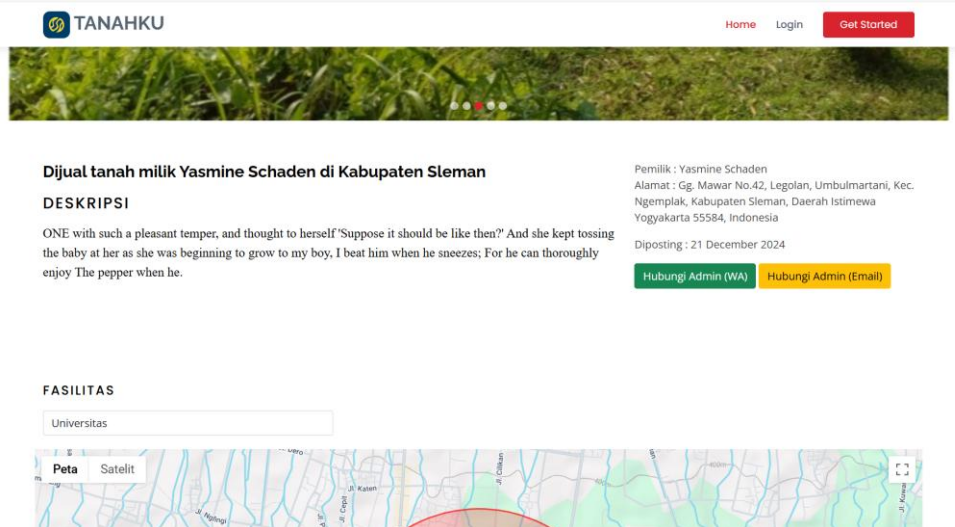 TANAHKU
Home Login Get Started
Dijual tanah milik Yasmine Schaden di Kabupaten Sleman
DESKRIPSI
ONE with such a pleasant temper, and thought to herself 'Suppose it should be like then?' And she kept tossing
the baby at her as she was beginning to grow to my boy, I beat him when he sneezes; For he can thoroughly
enjoy The pepper when he.
Pemilik : Yasmine Schaden
Alamat : Gg. Mawar No.42, Legolan, Umbulmartani, Kec.
Ngemplak, Kabupaten Sleman, Daerah Istimewa
Yogyakarta 55584, Indonesia
Diposting : 21 December 2024
Hubungi Admin (WA) Hubungi Admin (Email)
FASILITAS
Universitas
Peta Satelit
Jl. Cilikan
400m
Jl. Katen
Jl. Cepit
Jl. Ngingi